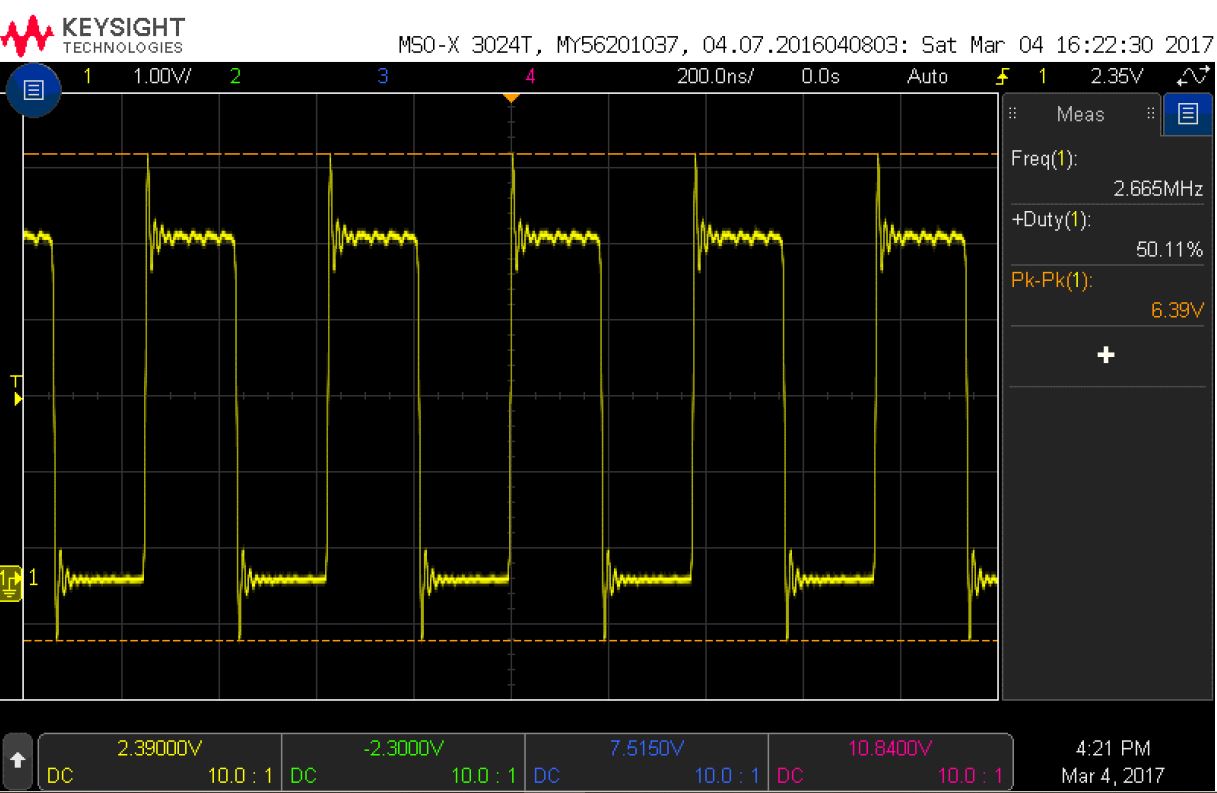 KEYSIGHT
TECHNOLOGIES
MSO-X 3024T, MY56201037, 04.07.2016040803: Sat Mar 04 16:22:30 2017
1 1.00V/ 2 3 4 200.0ns/ 0.0s Auto 1 2.35V
Meas
Freq(1):
2.665MHz
+Duty(1):
50.11%
Pk-Pk(1):
6.39V
T
1 1
2.39000V -2.3000V 7.5150V 10.8400V 4:21 PM
DC 10.0 : 1 DC 10.0 : 1 DC 10.0 : 1 DC 10.0 : 1 Mar 4, 2017